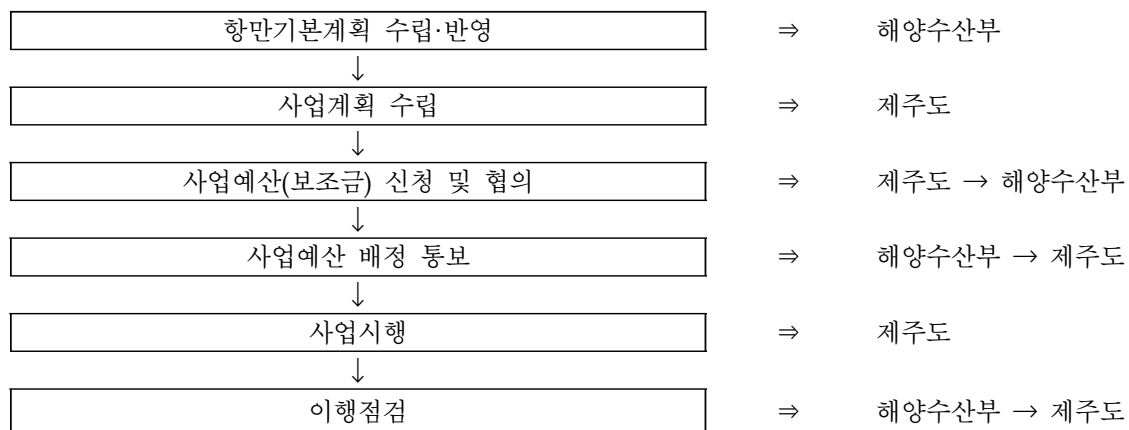 항만기본계획 수립·반영 ⇒ 해양수산부
↓
사업계획 수립 ⇒ 제주도
↓
사업예산(보조금) 신청 및 협의 ⇒ 제주도 → 해양수산부
↓
사업예산 배정 통보 ⇒ 해양수산부 → 제주도
↓
사업시행 ⇒ 제주도
↓
이행점검 ⇒ 해양수산부 → 제주도